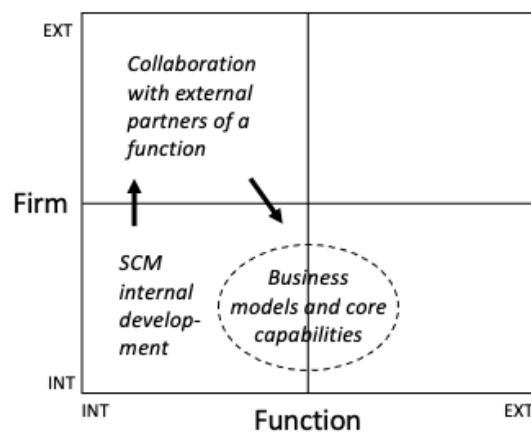 EXT
Collaboration
with external
partners of a
function
Firm
SCM
internal
develop-
ment
Business
models and core
capabilities
INT
INT
EXT
Function